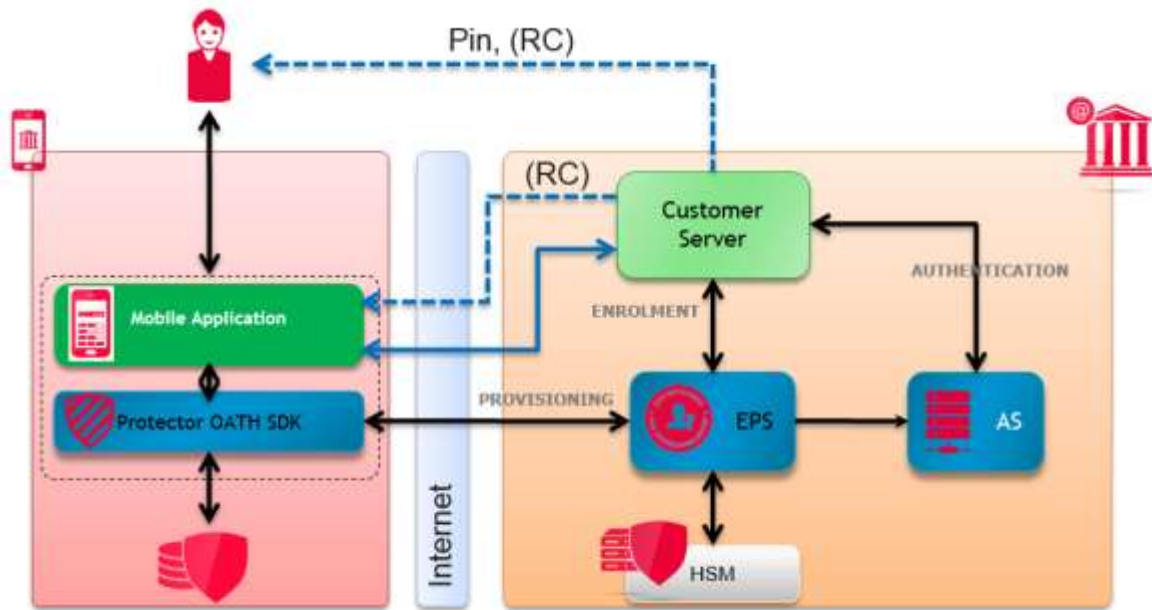 Pin, (RC)
@
(RC)
Customer
Server
AUTHENTICATION
ENROLMENT
Mobile Application
PROVISIONING
Protector OATH SDK
EPS
AS
Internet
HSM